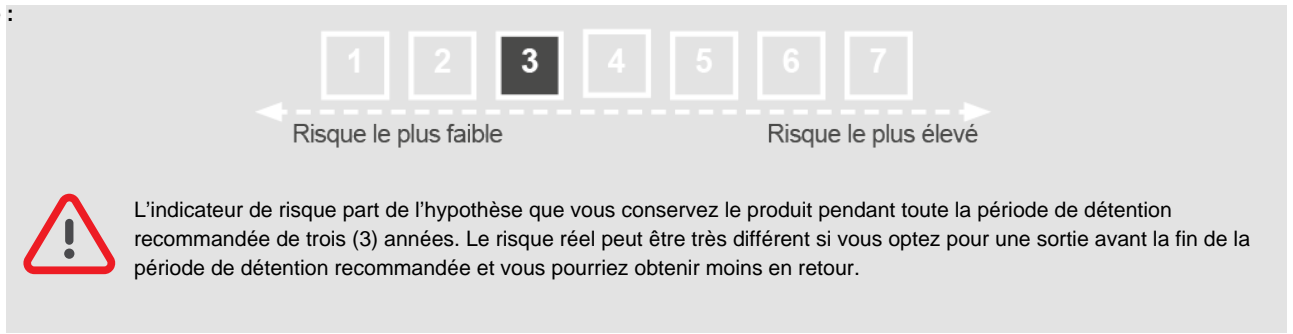 :
1 2 3 4 5 6 7
Risque le plus faible Risque le plus élevé
L'indicateur de risque part de l'hypothèse que vous conservez le produit pendant toute la période de détention
recommandée de trois (3) années. Le risque réel peut être très différent si vous optez pour une sortie avant la fin de la
période de détention recommandée et vous pourriez obtenir moins en retour.